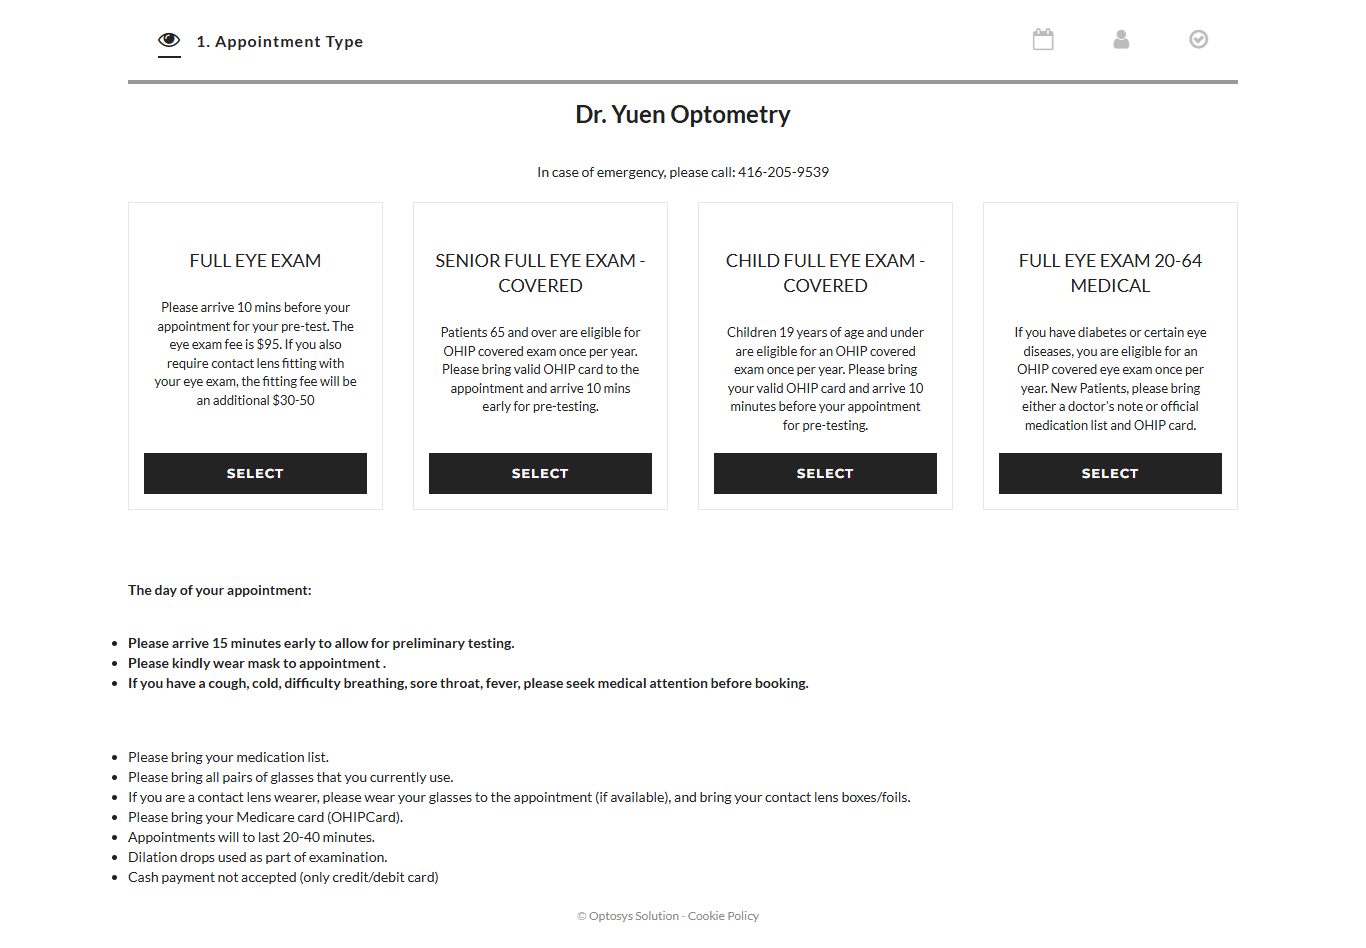 1. Appointment Type
Dr. Yuen Optometry
In case of emergency, please call: 416-205-9539
FULL EYE EXAM
Please arrive 10 mins before your
appointment for your pre-test. The
eye exam fee is $95. If you also
require contact lens fitting with
your eye exam, the fitting fee will be
an additional $30-50
SELECT
SENIOR FULL EYE EXAM -
COVERED
Patients 65 and over are eligible for
OHIP covered exam once per year.
Please bring valid OHIP card to the
appointment and arrive 10 mins
early for pre-testing.
SELECT
CHILD FULL EYE EXAM -
COVERED
Children 19 years of age and under
are eligible for an OHIP covered
exam once per year. Please bring
your valid OHIP card and arrive 10
minutes before your appointment
for pre-testing.
SELECT
FULL EYE EXAM 20-64
MEDICAL
If you have diabetes or certain eye
diseases, you are eligible for an
OHIP covered eye exam once per
year. New Patients, please bring
either a doctor's note or official
medication list and OHIP card.
SELECT
The day of your appointment:
• Please arrive 15 minutes early to allow for preliminary testing.
• Please kindly wear mask to appointment .
• If you have a cough, cold, difficulty breathing, sore throat, fever, please seek medical attention before booking.
• Please bring your medication list.
• Please bring all pairs of glasses that you currently use.
• If you are a contact lens wearer, please wear your glasses to the appointment (if available), and bring your contact lens boxes/foils.
• Please bring your Medicare card (OHIPCard).
• Appointments will to last 20-40 minutes.
• Dilation drops used as part of examination.
• Cash payment not accepted (only credit/debit card)
© Optosys Solution - Cookie Policy